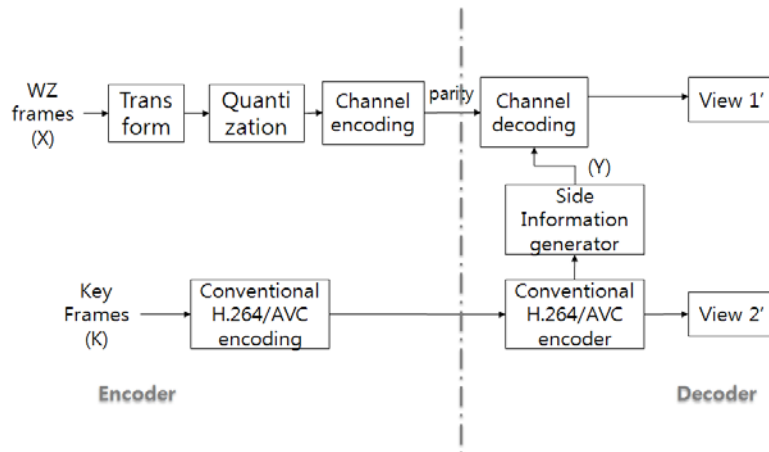 WZ
frames
(X)
Trans
form
Quanti
zation
Channel
encoding
parity
Channel
decoding
View 1’
(Y)
Side
Information
generator
Key
Frames
(K)
Conventional
H.264/AVC
encoding
Conventional
H.264/AVC
encoder
View 2’
Encoder
Decoder